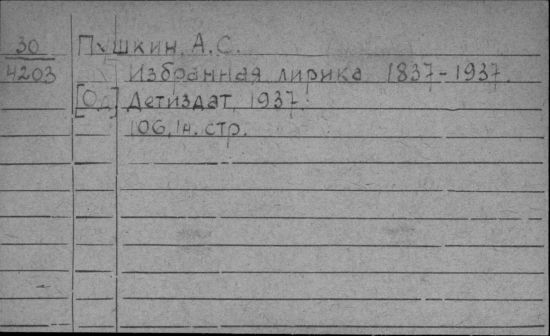 30 Пушкин, А.С.
4203 Избранная лирика 1837-1937.
[Од] Детиздат, 1937.
106, 1н. стр.